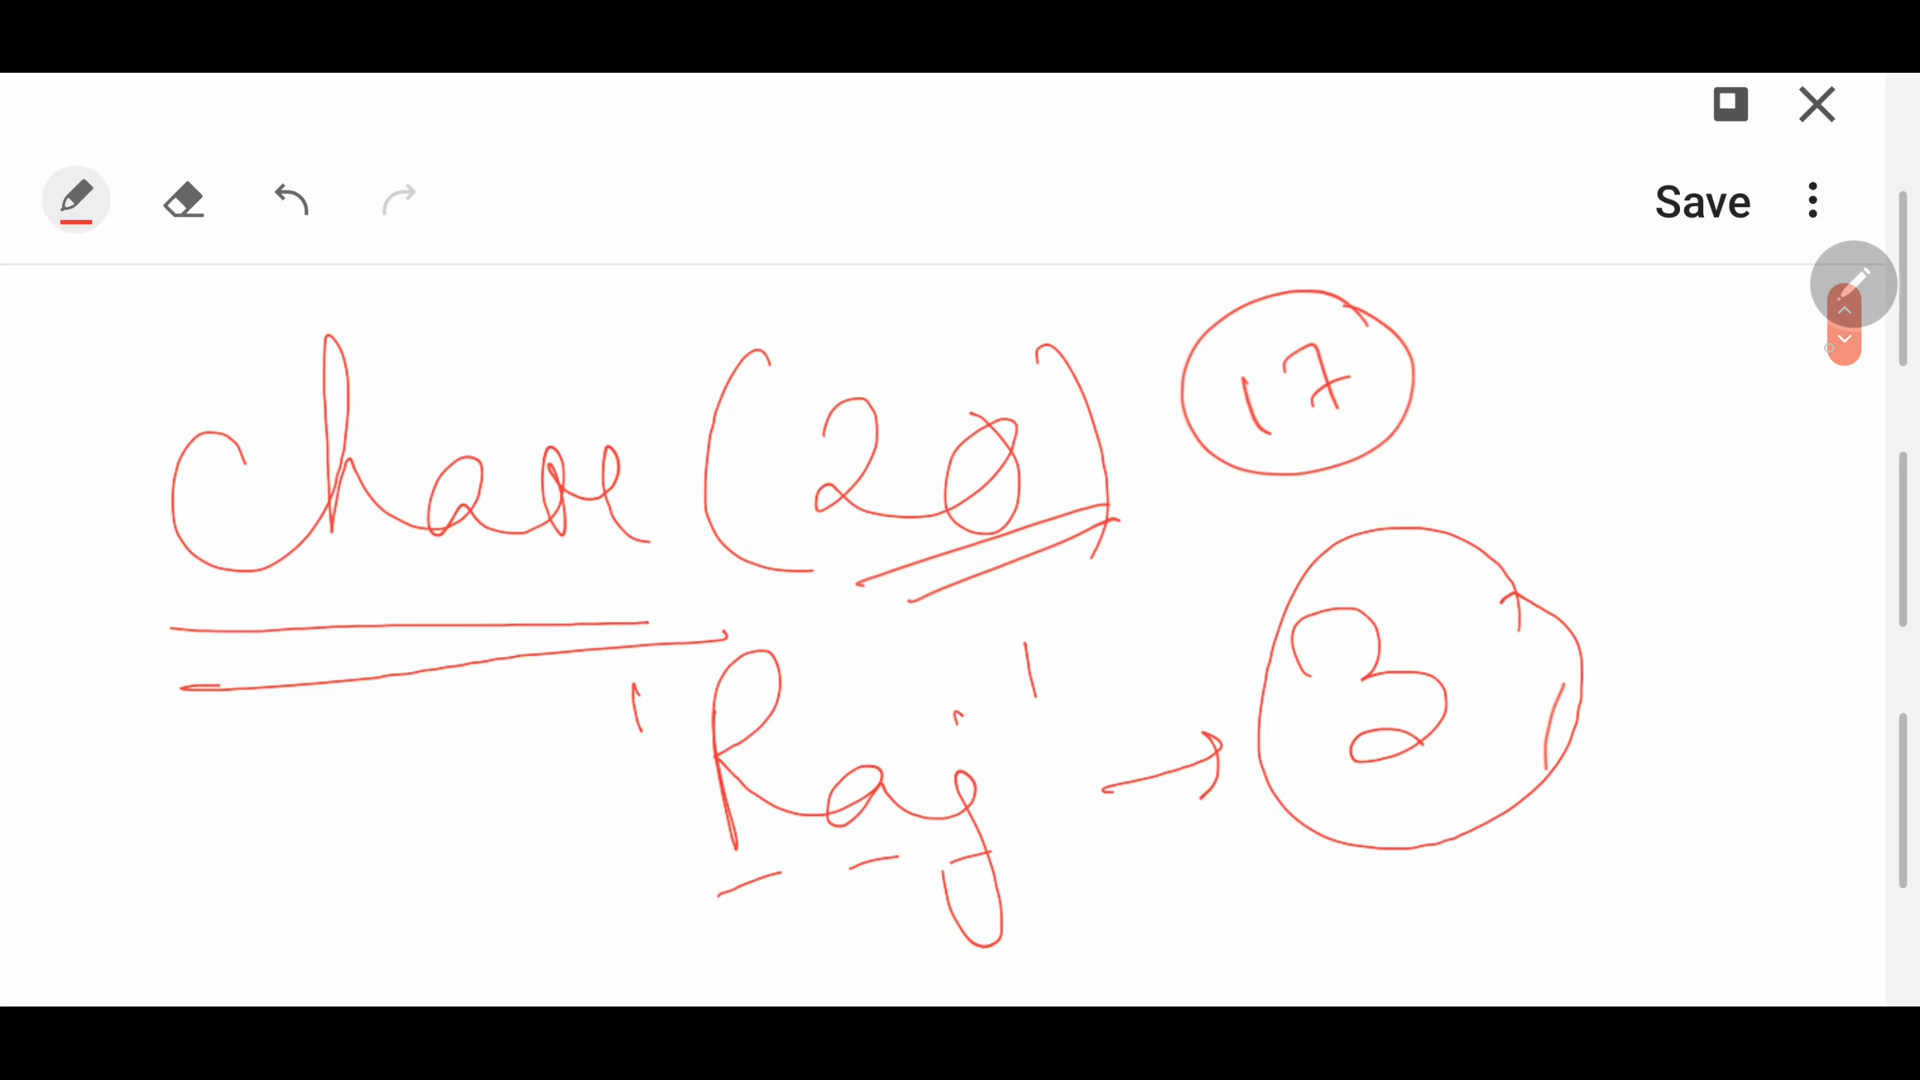 Save
char (20) 17
'Raj' → 3